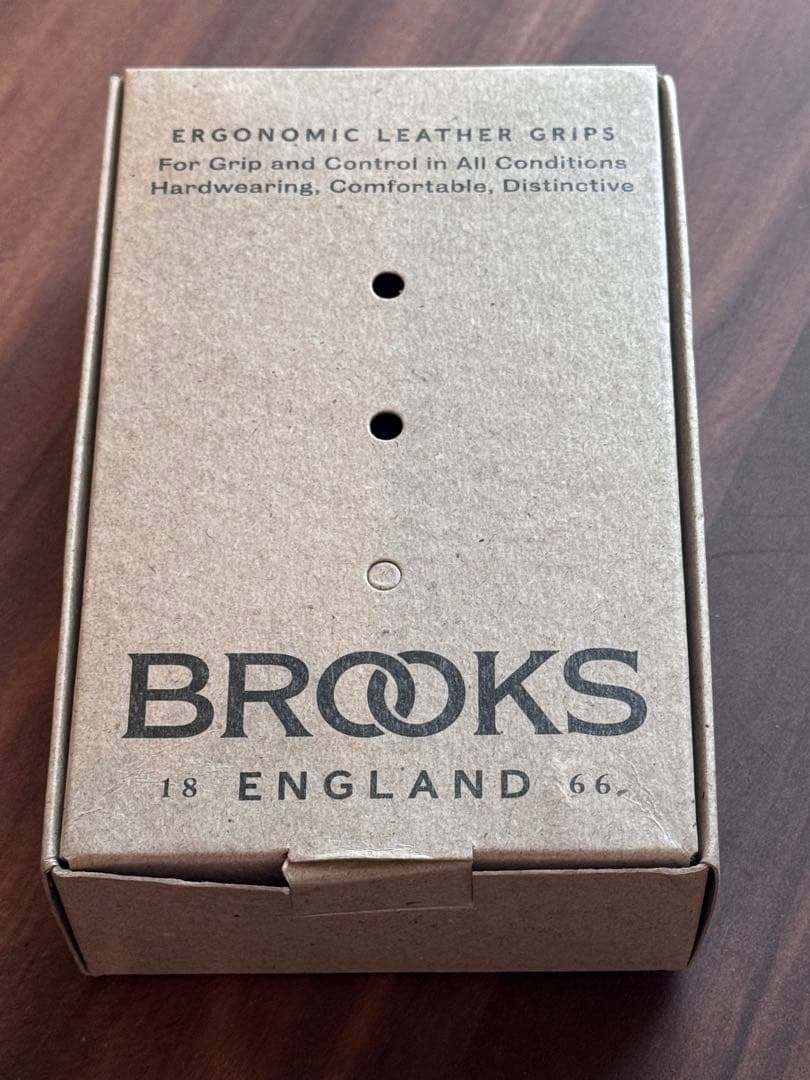 ERGONOMIC LEATHER GRIPS
For Grip and Control in All Conditions
Hardwearing, Comfortable, Distinctive
BROOKS
18 ENGLAND 66